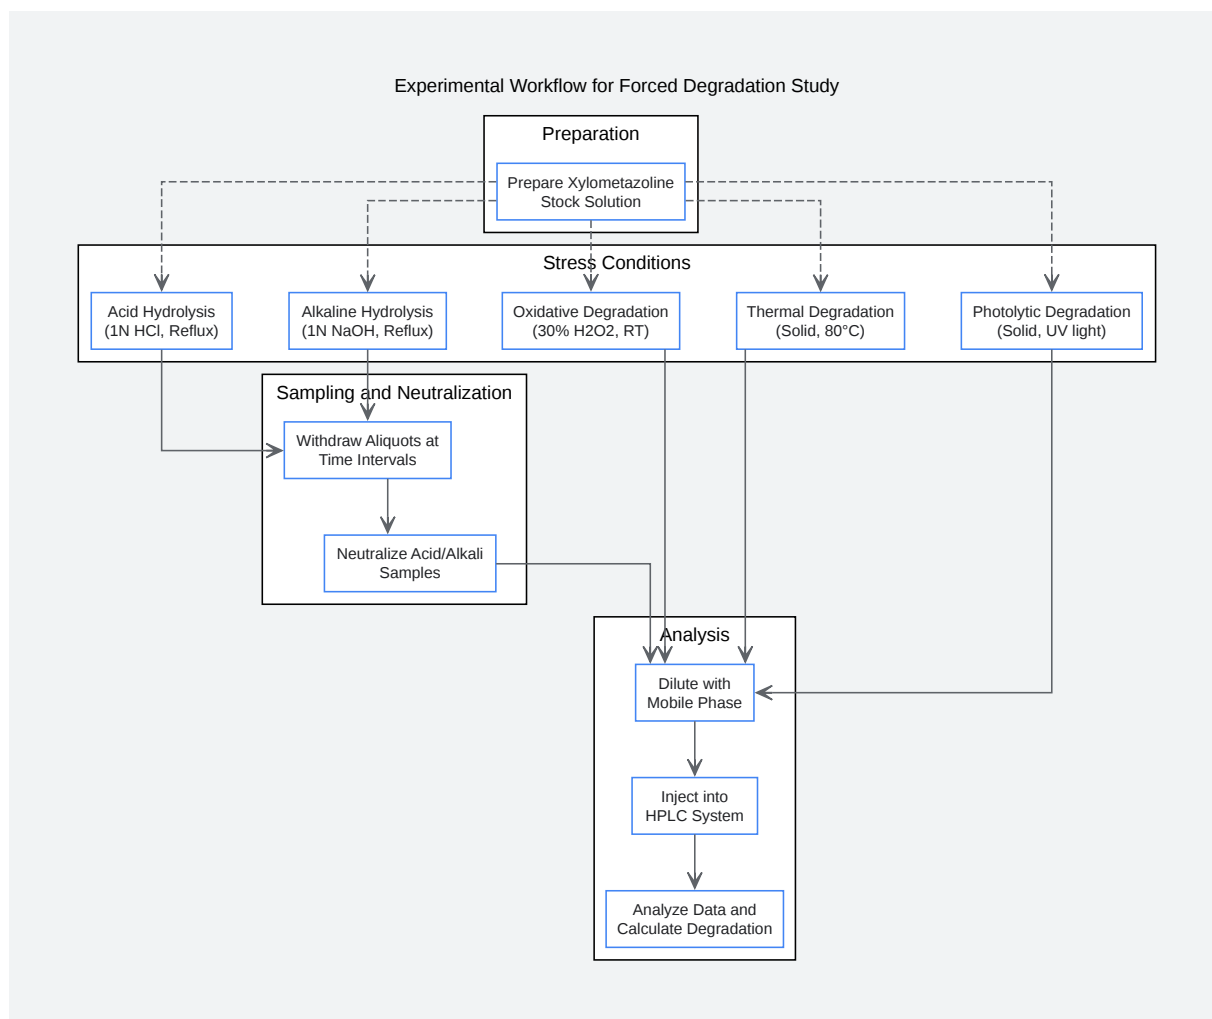 Experimental Workflow for Forced Degradation Study
Preparation
Prepare Xylometazoline
Stock Solution
Stress Conditions
Acid Hydrolysis
(1N HCl, Reflux)
Alkaline Hydrolysis
(1N NaOH, Reflux)
Oxidative Degradation
(30% H2O2, RT)
Thermal Degradation
(Solid, 80°C)
Photolytic Degradation
(Solid, UV light)
Sampling and Neutralization
Withdraw Aliquots at
Time Intervals
Neutralize Acid/Alkali
Samples
Analysis
Dilute with
Mobile Phase
Inject into
HPLC System
Analyze Data and
Calculate Degradation